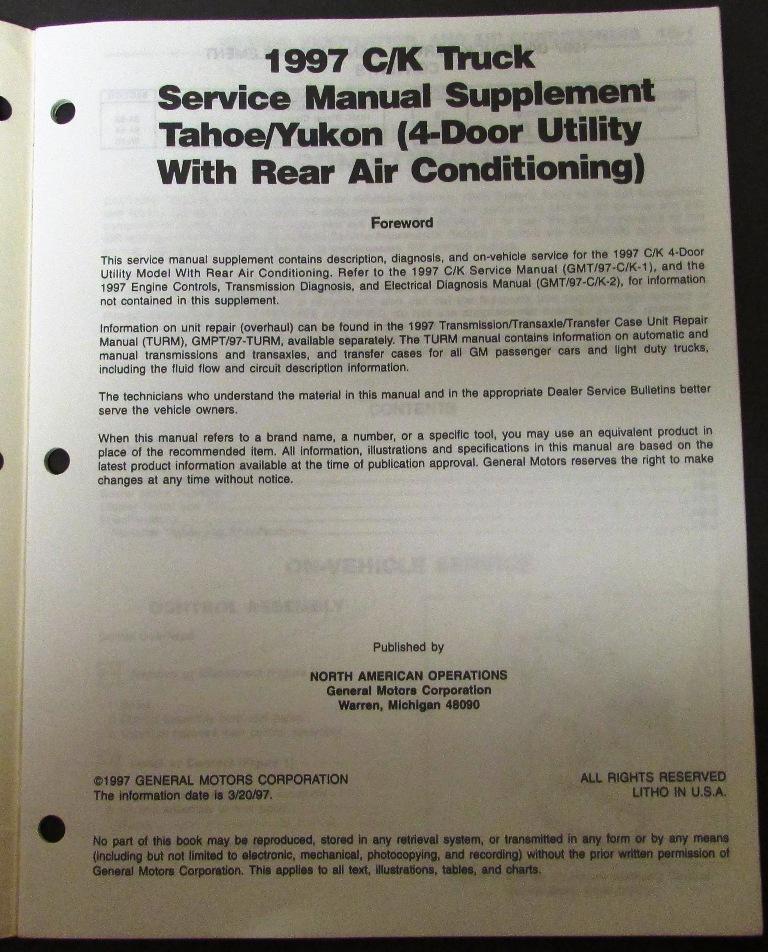 1997 C/K Truck
Service Manual Supplement
Tahoe/Yukon (4-Door Utility
With Rear Air Conditioning)
Foreword
This service manual supplement contains description, diagnosis, and on-vehicle service for the 1997 C/K 4-Door
Utility Model With Rear Air Conditioning. Refer to the 1997 C/K Service Manual (GMT/97-C/K-1), and the
1997 Engine Controls, Transmission Diagnosis, and Electrical Diagnosis Manual (GMT/97-C/K-2), for information
not contained in this supplement.
Information on unit repair (overhaul) can be found in the 1997 Transmission/Transaxle/Transfer Case Unit Repair
Manual (TURM), GMPT/97-TURM, available separately. The TURM manual contains information on automatic and
manual transmissions and transaxles, and transfer cases for all GM passenger cars and light duty trucks,
including the fluid flow and circuit description information.
The technicians who understand the material in this manual and in the appropriate Dealer Service Bulletins better
serve the vehicle owners.
When this manual refers to a brand name, a number, or a specific tool, you may use an equivalent product in
place of the recommended item. All information, illustrations and specifications in this manual are based on the
latest product information available at the time of publication approval. General Motors reserves the right to make
changes at any time without notice.
ON-VEHICLE SERVICE
CONTROL ASSEMBLY
Published by
NORTH AMERICAN OPERATIONS
General Motors Corporation
Warren, Michigan 48090
©1997 GENERAL MOTORS CORPORATION
The information date is 3/20/97.
ALL RIGHTS RESERVED
LITHO IN U.S.A.
No part of this book may be reproduced, stored in any retrieval system, or transmitted in any form or by any means
(including but not limited to electronic, mechanical, photocopying, and recording) without the prior written permission of
General Motors Corporation. This applies to all text, illustrations, tables, and charts.